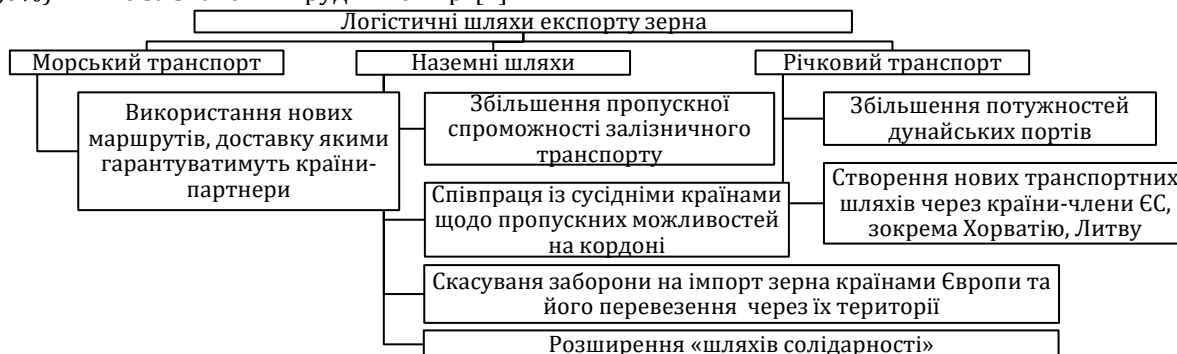 Логістичні шляхи експорту зерна
Морський транспорт
Використання нових
маршрутів, доставку якими
гарантуватимуть країни-
партнери
Наземні шляхи
Збільшення пропускної
спроможності залізничного
транспорту
Співпраця із сусідніми країнами
щодо пропускних можливостей
на кордоні
Скасуваня заборони на імпорт зерна країнами Європи та
його перевезення через їх території
Розширення «шляхів солідарності»
Річковий транспорт
Збільшення потужностей
дунайських портів
Створення нових транспортних
шляхів через країни-члени ЄС,
зокрема Хорватію, Литву